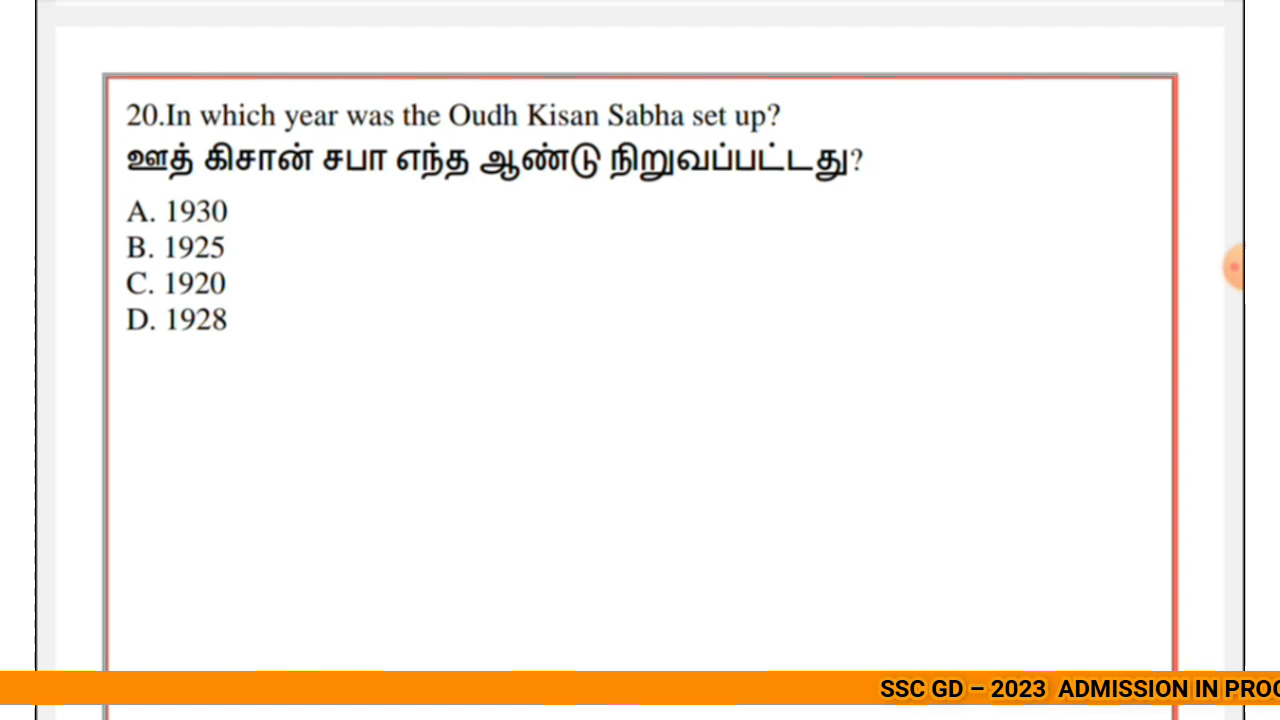 20.In which year was the Oudh Kisan Sabha set up?
ஊத் கிசான் சபா எந்த ஆண்டு நிறுவப்பட்டது?
A. 1930
B. 1925
C. 1920
D. 1928
SSC GD – 2023 ADMISSION IN